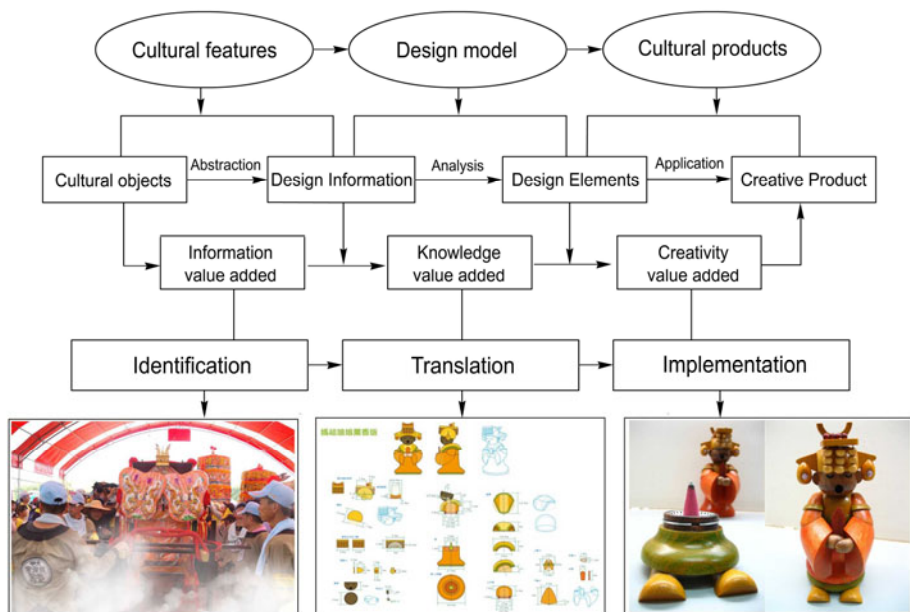 Cultural features
Design model
Cultural products
Abstraction
Analysis
Application
Cultural objects
Design Information
Design Elements
Creative Product
Information
value added
Knowledge
value added
Creativity
value added
Identification
Translation
Implementation